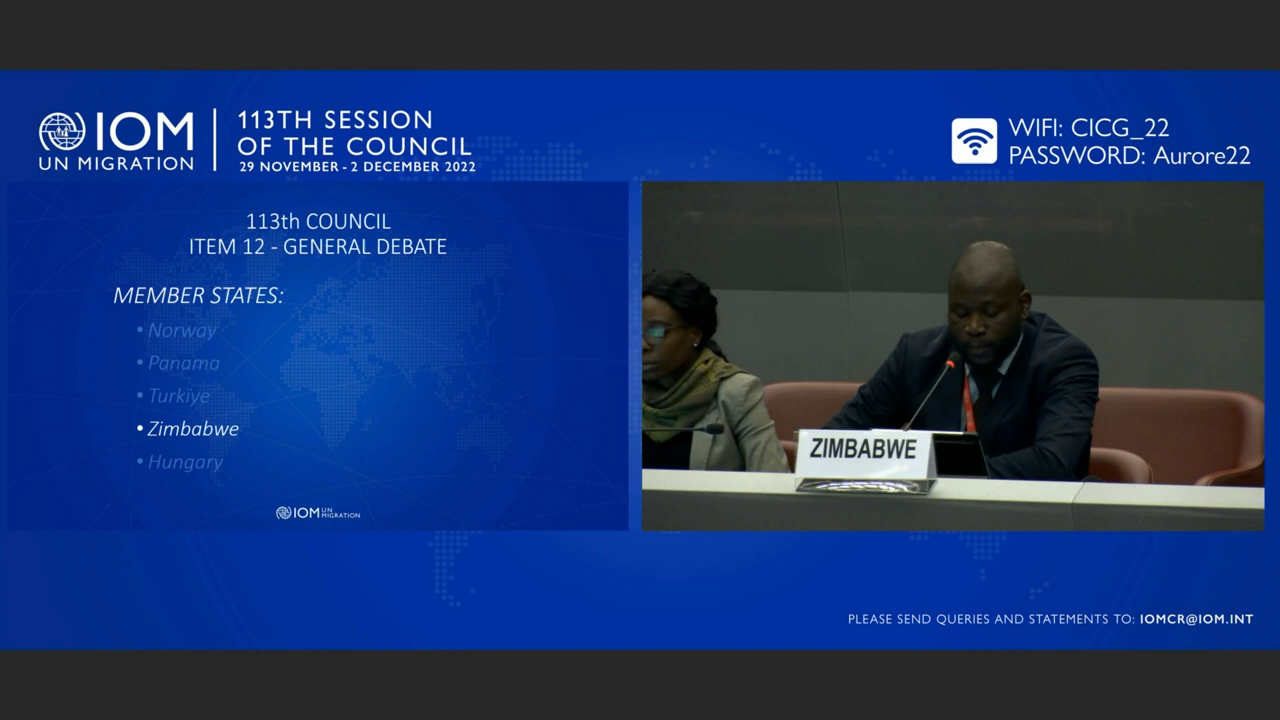 IOM
UN MIGRATION
113TH SESSION
OF THE COUNCIL
29 NOVEMBER - 2 DECEMBER 2022
WIFI: CICG_22
PASSWORD: Aurore22
113th COUNCIL
ITEM 12 - GENERAL DEBATE
MEMBER STATES:
• Norway
• Panama
• Turkiye
• Zimbabwe
• Hungary
IOM UN MIGRATION
ZIMBABWE
PLEASE SEND QUERIES AND STATEMENTS TO: IOMCR@IOM.INT